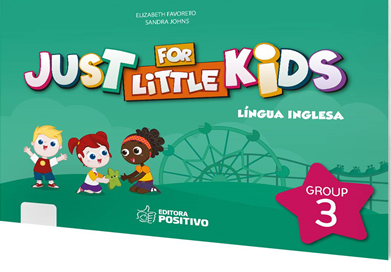 ELIZABETH FAVORETO
SANDRA JOHNS
JUST FOR LITTLE KIDS
LÍNGUA INGLESA
GROUP
3
EDITORA
POSITIVO